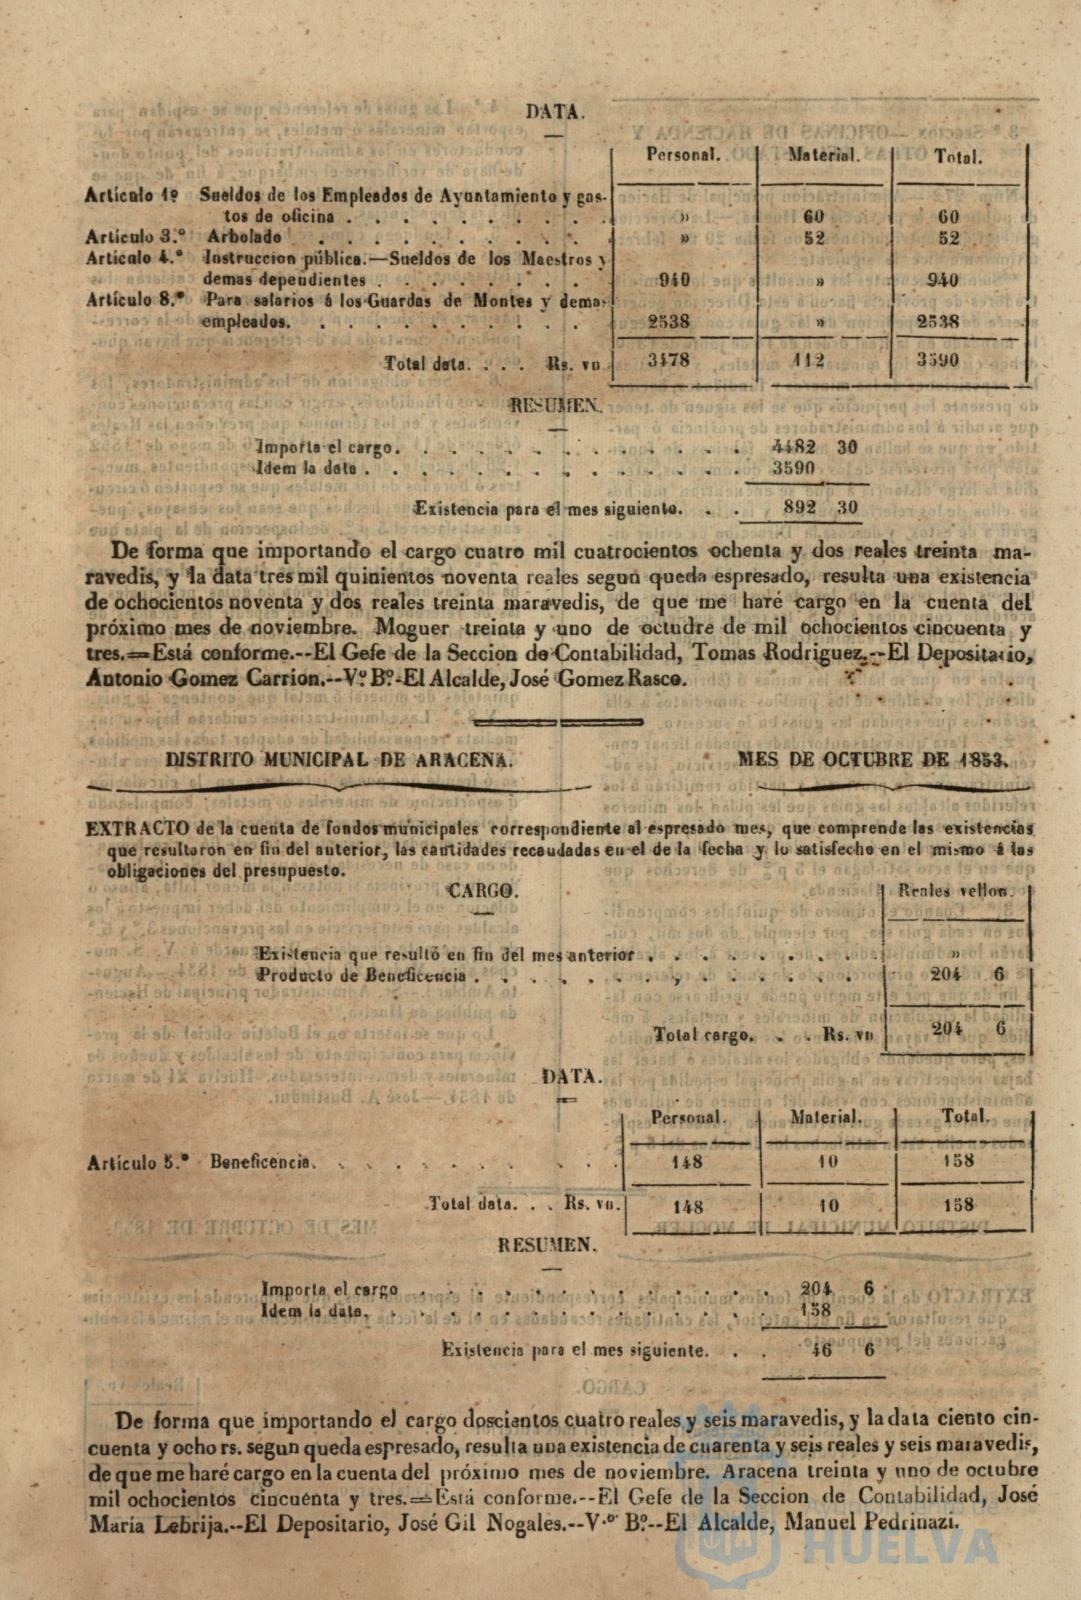 DATA.
Personal. Material. Total.
Artículo 1º Sueldos de los Empleados de Ayuntamiento y gas-
tos de oficina . . . . . . . . . » 60 60
Artículo 3.º Arbolado . . . . . . . . . » 52 52
Artículo 4.º Instruccion pública.—Sueldos de los Maestros y
demas dependientes . . . . . . . . 940 » 940
Artículo 8.º Para salarios á los Guardas de Montes y demas
empleados. . . . . . . . . . . 2538 » 2538
Total data. . . . Rs. vn. 3478 112 3590
RESUMEN.
Importa el cargo. . . . . . . . . . . . . 4482 30
Idem la data . . . . . . . . . . . . . . 3590
Existencia para el mes siguiente. . . 892 30
De forma que importando el cargo cuatro mil cuatrocientos ochenta y dos reales treinta ma-
ravedis, y la data tres mil quinientos noventa reales segun queda espresado, resulta una existencia
de ochocientos noventa y dos reales treinta maravedis, de que me haré cargo en la cuenta del
próximo mes de noviembre. Moguer treinta y uno de octudre de mil ochocientos cincuenta y
tres.=Está conforme.--El Gefe de la Seccion de Contabilidad, Tomas Rodriguez.--El Depositario,
Antonio Gomez Carrion.--Vº Bº-El Alcalde, José Gomez Rasco.
DISTRITO MUNICIPAL DE ARACENA. MES DE OCTUBRE DE 1853.
EXTRACTO de la cuenta de fondos municipales correspondiente al espresado mes, que comprende las existencias
que resultaron en fin del auterior, las cantidades recaudadas en el de la fecha y lo satisfecho en el mismo á las
obligaciones del presupuesto.
CARGO. Reales vellon.
Existencia que resultó en fin del mes anterior . . . . . . . . . »
Producto de Beneficencia . . . . . . . . . . . . . . 204 6
Total cargo. . . Rs. vn 204 6
DATA.
Personal. Material. Total.
Artículo 5.º Beneficencia. . . . . . . . . . 148 10 158
Total data. . . Rs. vn. 148 10 158
RESUMEN.
Importa el cargo . . . . . . . . . . . . . 204 6
Idem la data. . . . . . . . . . . . . . . 158
Existencia para el mes siguiente. . . 46 6
De forma que importando el cargo doscientos cuatro reales y seis maravedis, y la data ciento cin-
cuenta y ocho rs. segun queda espresado, resulta una existencia de cuarenta y seis reales y seis maravedis,
de que me haré cargo en la cuenta del próximo mes de noviembre. Aracena treinta y uno de octubre
mil ochocientos cincuenta y tres.=Está conforme.--El Gefe de la Seccion de Contabilidad, José
María Lebrija.--El Depositario, José Gil Nogales.--V.º Bº--El Alcalde, Manuel Pedrinazi.
HUELVA